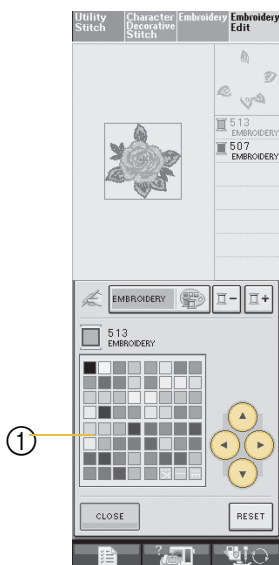 Utility Stitch
Character Decorative Stitch
Embroidery
Embroidery Edit
513
EMBROIDERY
507
EMBROIDERY
EMBROIDERY
−
+
513
EMBROIDERY
1
CLOSE
RESET
?